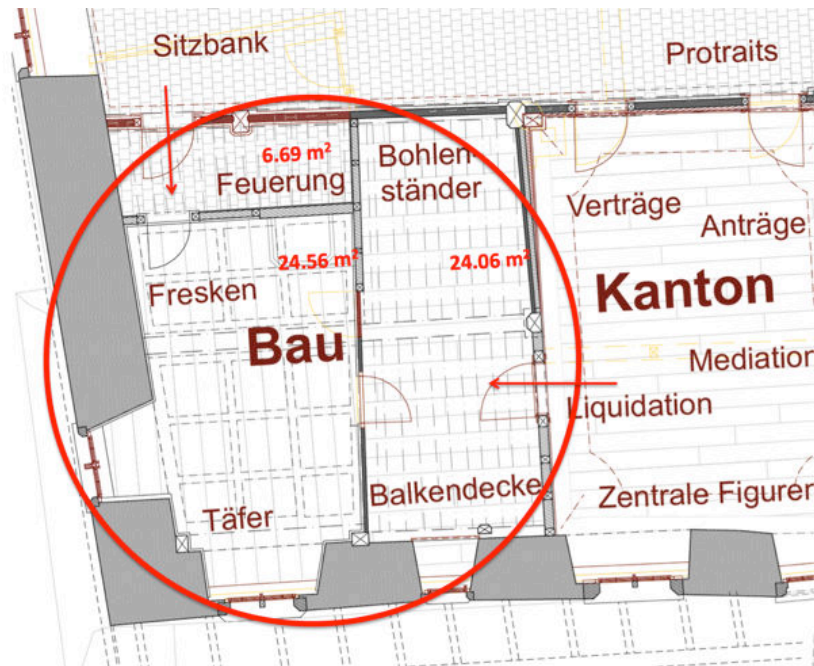 Sitzbank
Protraits
6.69 m²
Feuerung
Bohlen
ständer
Verträge
Anträge
24.56 m²
24.06 m²
Fresken
Kanton
Bau
Mediation
Liquidation
Balkendecke
Zentrale Figuren
Täfer